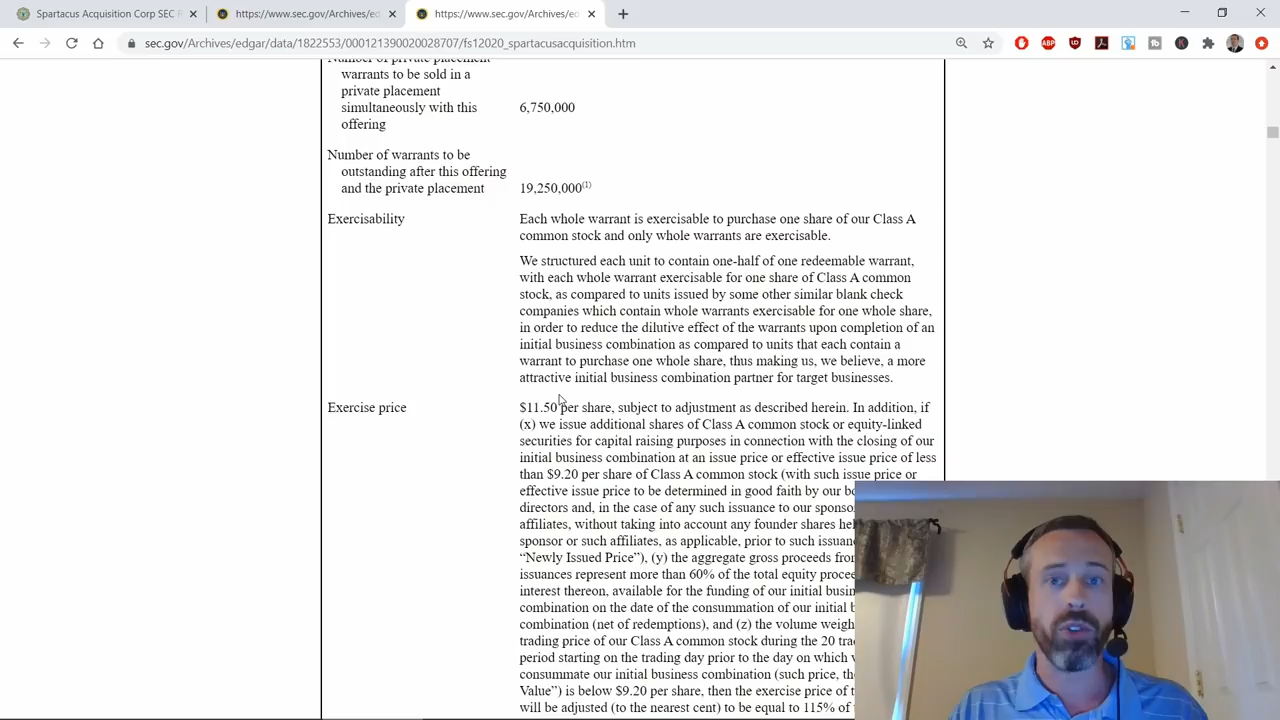 Spartacus Acquisition Corp SEC
https://www.sec.gov/Archives/ed
https://www.sec.gov/Archives/ed
sec.gov/Archives/edgar/data/1822553/000121390020028707/fs12020_spartacusacquisition.htm
ABP
Number of private placement
warrants to be sold in a
private placement
simultaneously with this
offering
6,750,000
Number of warrants to be
outstanding after this offering
and the private placement
19,250,000(1)
Exercisability
Each whole warrant is exercisable to purchase one share of our Class A
common stock and only whole warrants are exercisable.
We structured each unit to contain one-half of one redeemable warrant,
with each whole warrant exercisable for one share of Class A common
stock, as compared to units issued by some other similar blank check
companies which contain whole warrants exercisable for one whole share,
in order to reduce the dilutive effect of the warrants upon completion of an
initial business combination as compared to units that each contain a
warrant to purchase one whole share, thus making us, we believe, a more
attractive initial business combination partner for target businesses.
Exercise price
$11.50 per share, subject to adjustment as described herein. In addition, if
(x) we issue additional shares of Class A common stock or equity-linked
securities for capital raising purposes in connection with the closing of our
initial business combination at an issue price or effective issue price of less
than $9.20 per share of Class A common stock (with such issue price or
effective issue price to be determined in good faith by our
directors and, in the case of any such issuance to our sponsor
affiliates, without taking into account any founder shares
sponsor or such affiliates, as applicable, prior to such
“Newly Issued Price”), (y) the aggregate gross proceeds
issuances represent more than 60% of the total equity
interest thereon, available for the funding of our initial
combination on the date of the consummation of our initial
combination (net of redemptions), and (z) the volume
trading price of our Class A common stock during the 20
period starting on the trading day prior to the day on which
consummate our initial business combination (such price,
Value”) is below $9.20 per share, then the exercise price of
will be adjusted (to the nearest cent) to be equal to 115% of